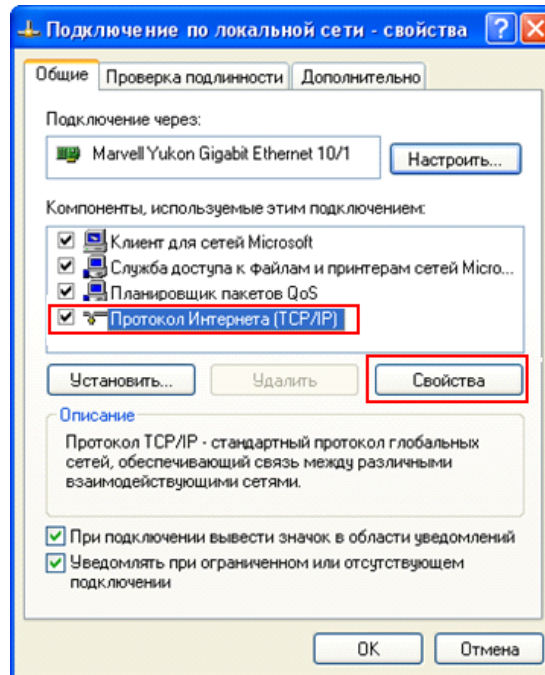 Подключение по локальной сети - свойства
Общие
Проверка подлинности
Дополнительно
Подключение через:
Marvell Yukon Gigabit Ethernet 10/1
Настроить...
Компоненты, используемые этим подключением:
Клиент для сетей Microsoft
Служба доступа к файлам и принтерам сетей Micro...
Планировщик пакетов QoS
Протокол Интернета (TCP/IP)
Установить...
Удалить
Свойства
Описание
Протокол TCP/IP - стандартный протокол глобальных
сетей, обеспечивающий связь между различными
взаимодействующими сетями.
При подключении вывести значок в области уведомлений
Уведомлять при ограниченном или отсутствующем
подключении
OK
Отмена